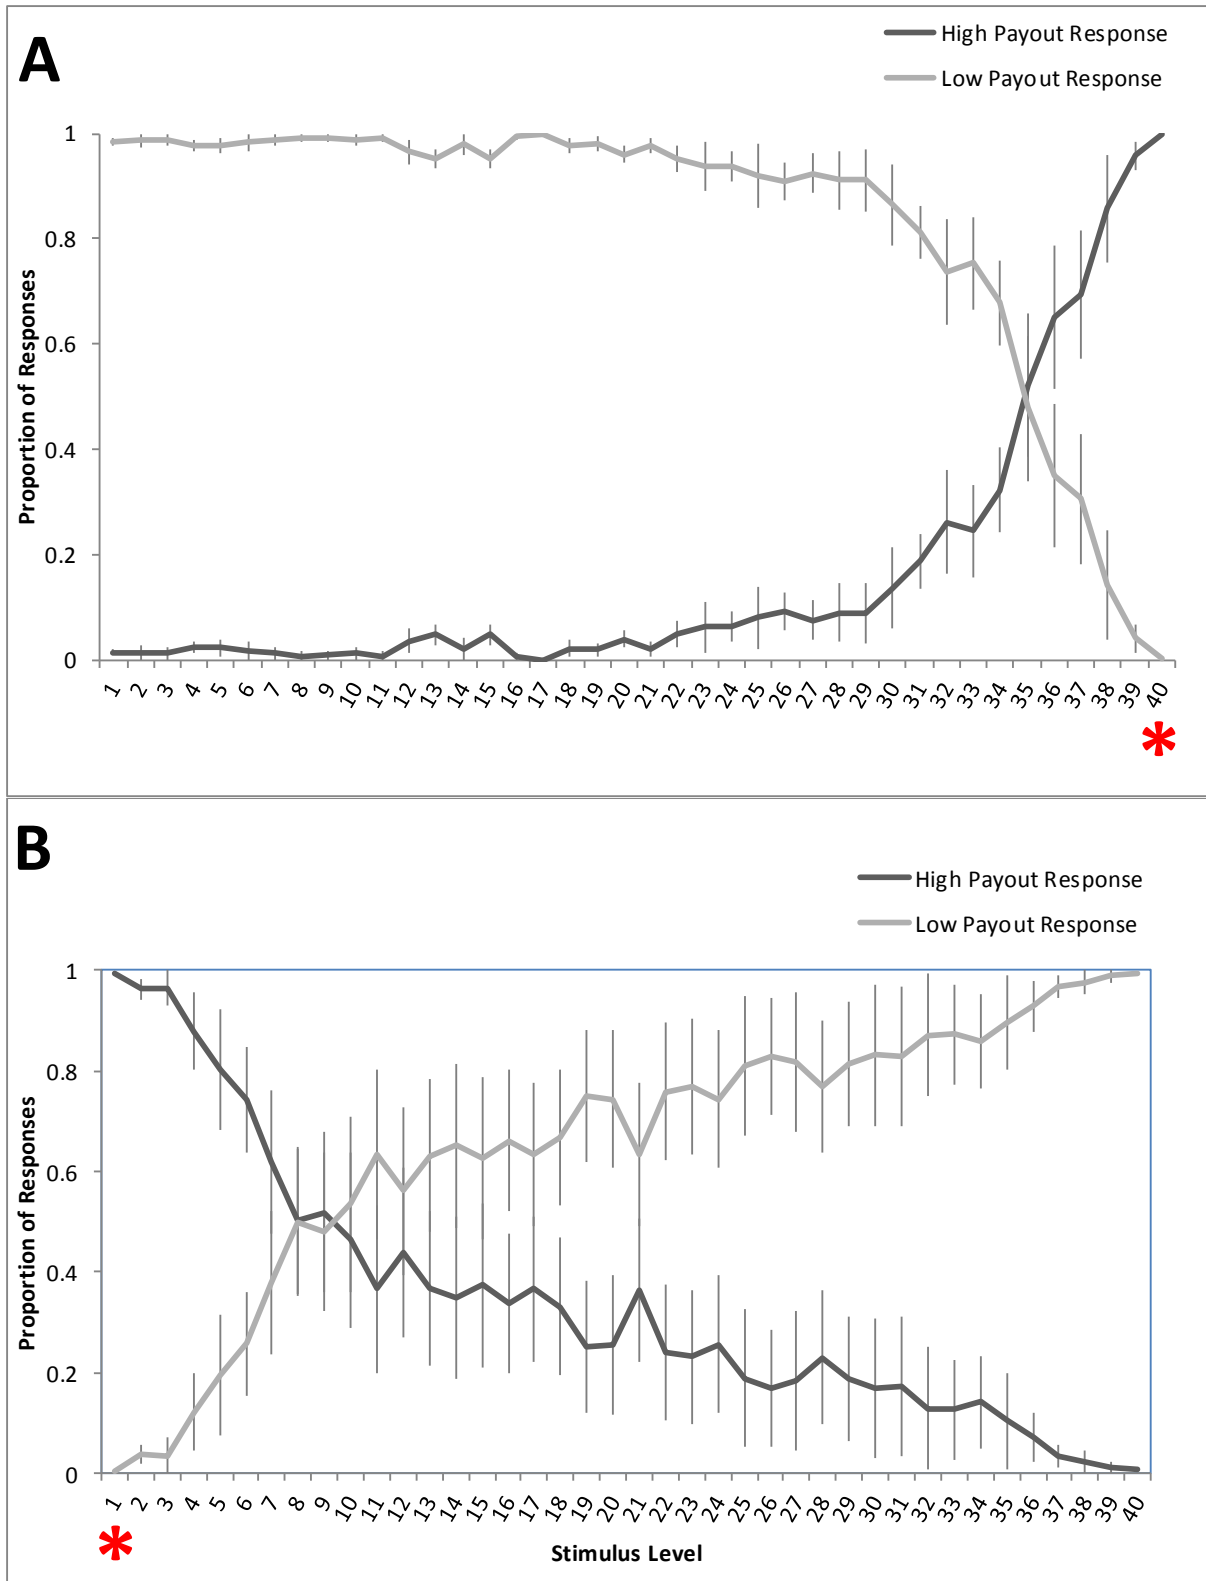 A
High Payout Response
Low Payout Response
Proportion of Responses
1
0.8
0.6
0.4
0.2
0
1 2 3 4 5 6 7 8 9 10 11 12 13 14 15 16 17 18 19 20 21 22 23 24 25 26 27 28 29 30 31 32 33 34 35 36 37 38 39 40
*
B
High Payout Response
Low Payout Response
Proportion of Responses
1
0.8
0.6
0.4
0.2
0
1 2 3 4 5 6 7 8 9 10 11 12 13 14 15 16 17 18 19 20 21 22 23 24 25 26 27 28 29 30 31 32 33 34 35 36 37 38 39 40
*
Stimulus Level